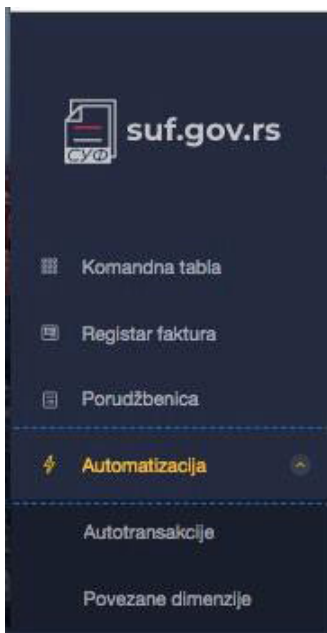 suf.gov.rs
СУФ
Komandna tabla
Registar faktura
Porudžbenica
Automatizacija
Autotransakcije
Povezane dimenzije